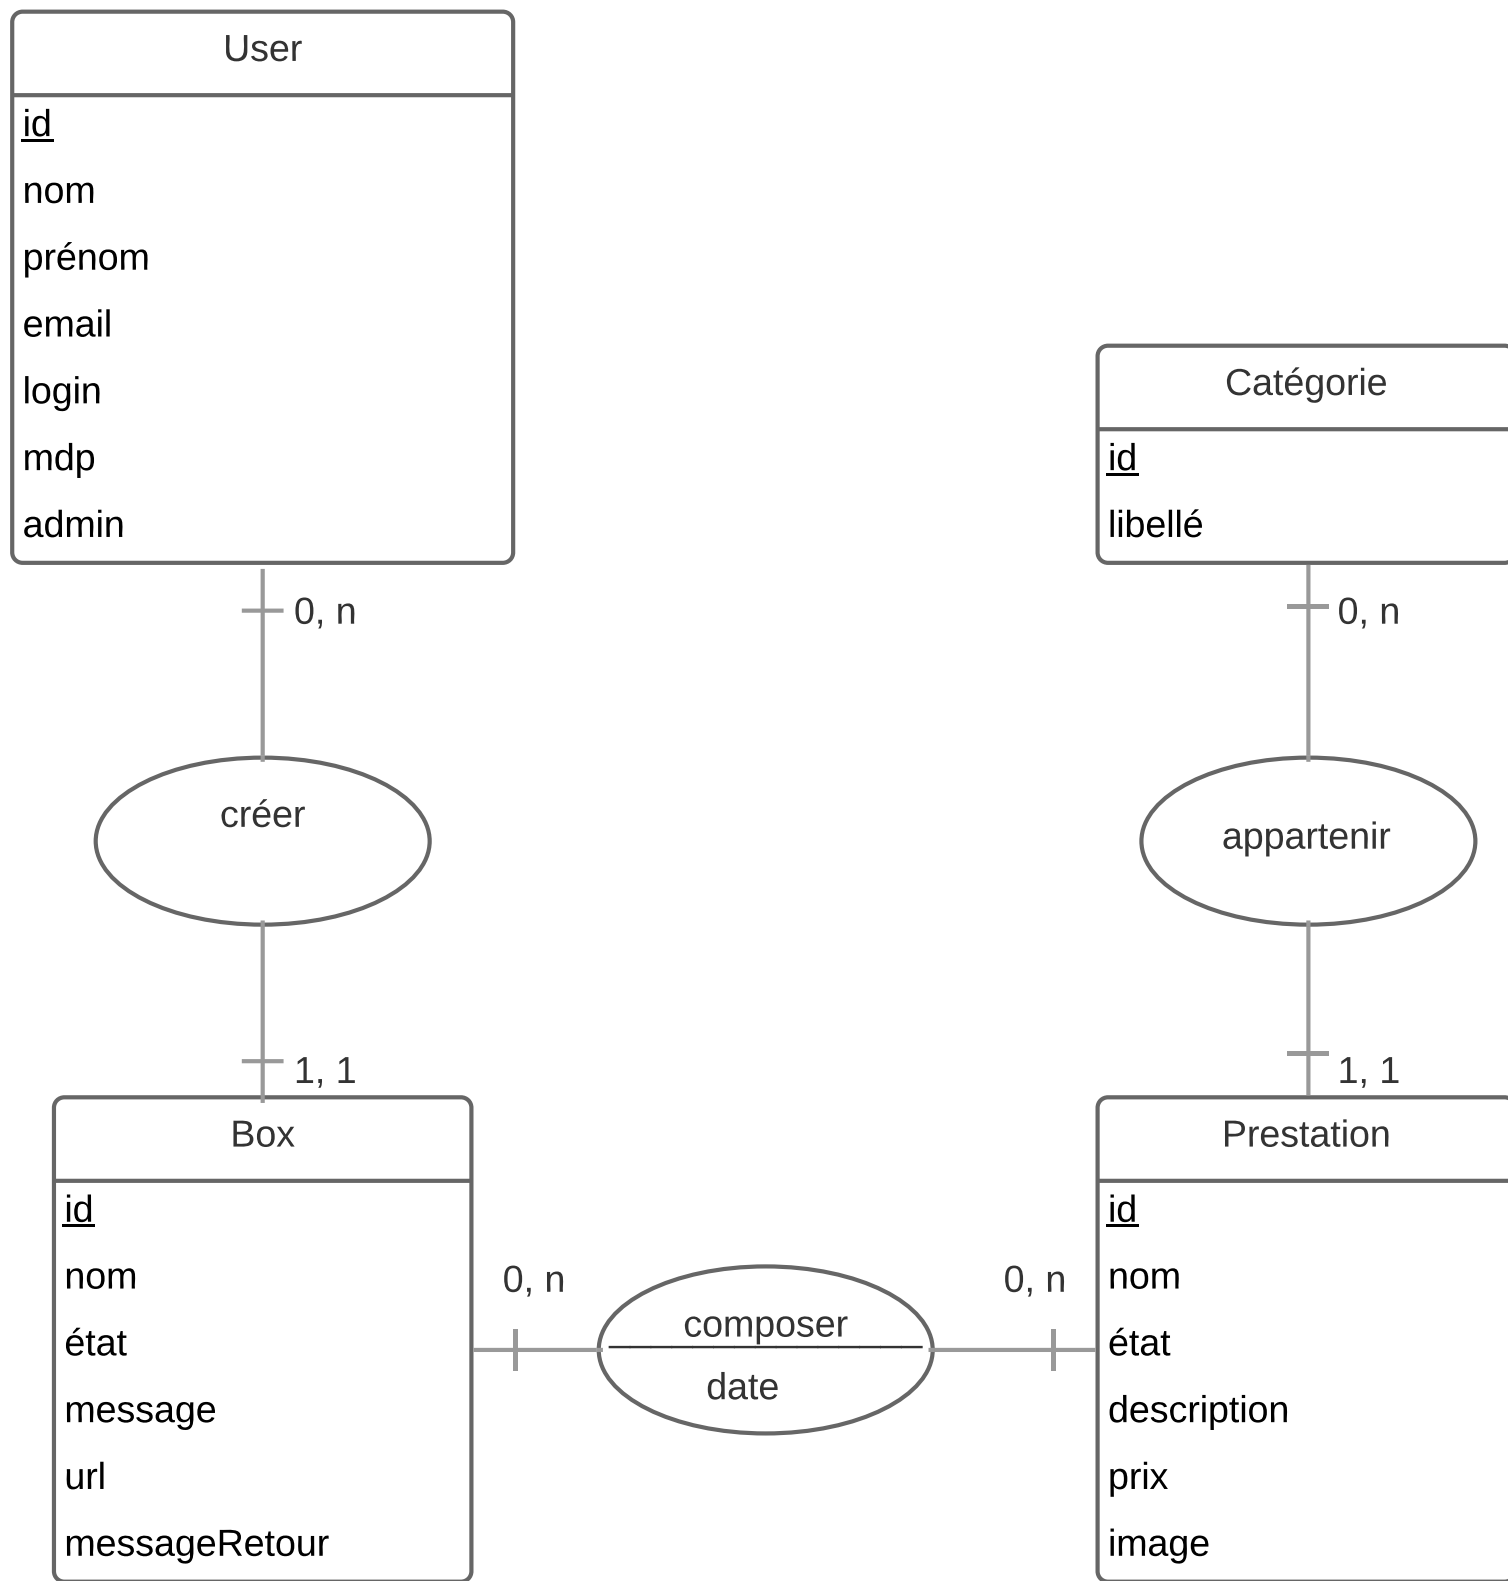 User
id
nom
prénom
email
login
mdp
admin
0, n
créer
1, 1
Catégorie
id
libellé
0, n
appartenir
1, 1
Box
id
nom
état
message
url
messageRetour
0, n
composer
date
0, n
Prestation
id
nom
état
description
prix
image